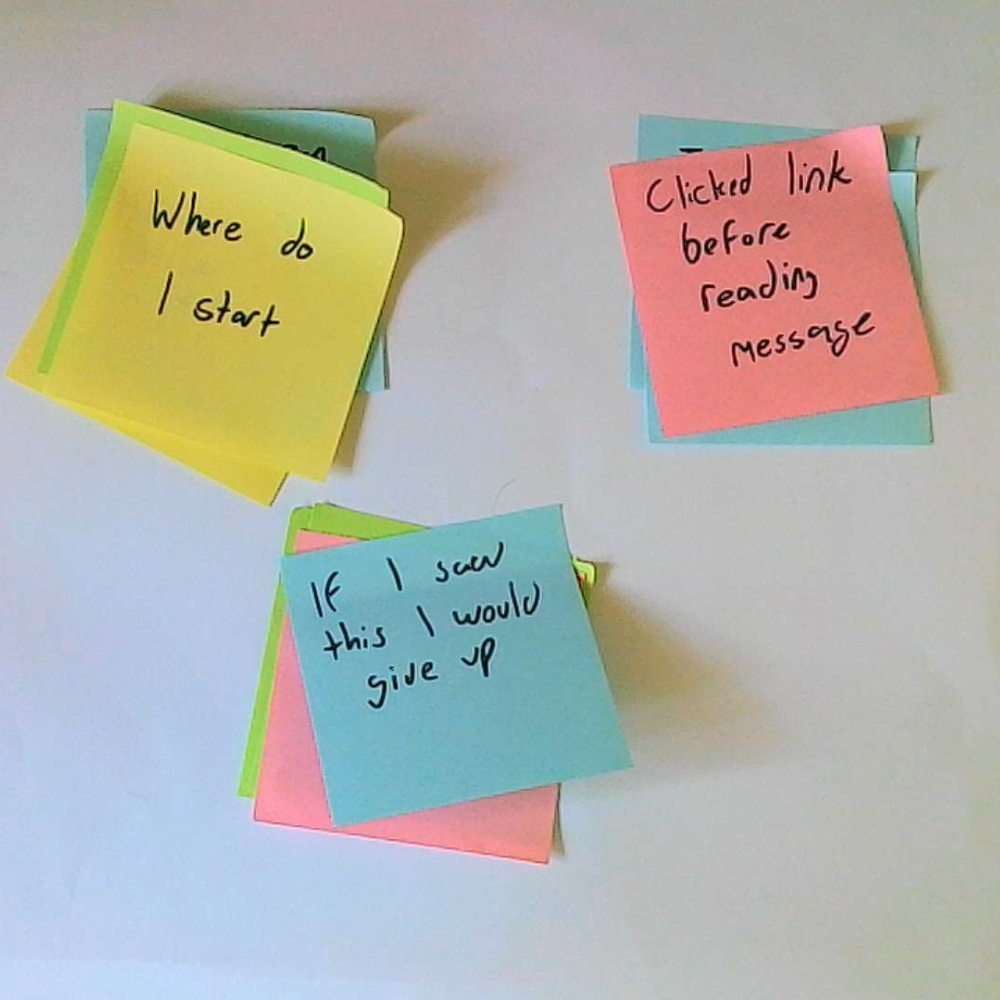 Where do
I start
Clicked link
before
reading
message
If I saw
this I would
give up